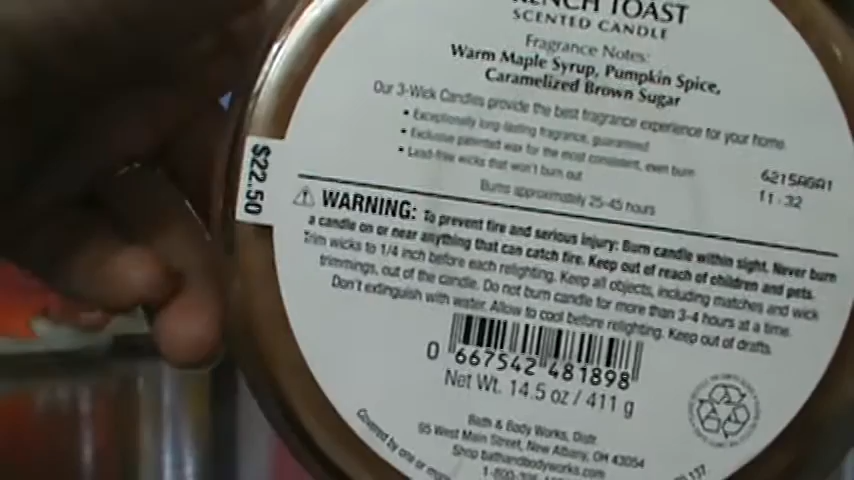 FRENCH TOAST
SCENTED CANDLE
Fragrance Notes:
Warm Maple Syrup, Pumpkin Spice,
Caramelized Brown Sugar
Our 3-Wick Candles provide the best fragrance experience for your home.
• Exceptionally long-lasting fragrance, guaranteed
• Exclusive patented wax for the most consistent, even burn
• Lead-free wicks that won't burn out
Burns approximately 25-45 hours
6215AGA1
11:32
$22.50
WARNING: To prevent fire and serious injury: Burn candle within sight. Never burn
a candle on or near anything that can catch fire. Keep out of reach of children and pets.
Trim wicks to 1/4 inch before each relighting. Keep all objects, including matches and wick
trimmings, out of the candle. Do not burn candle for more than 3-4 hours at a time.
Don't extinguish with water. Allow to cool before relighting. Keep out of drafts.
0 667542 481898
Net Wt. 14.5 oz / 411 g
Bath & Body Works, Distr.
95 West Main Street, New Albany, OH 43054
Shop bathandbodyworks.com
1-800-
Covered by one or more
137